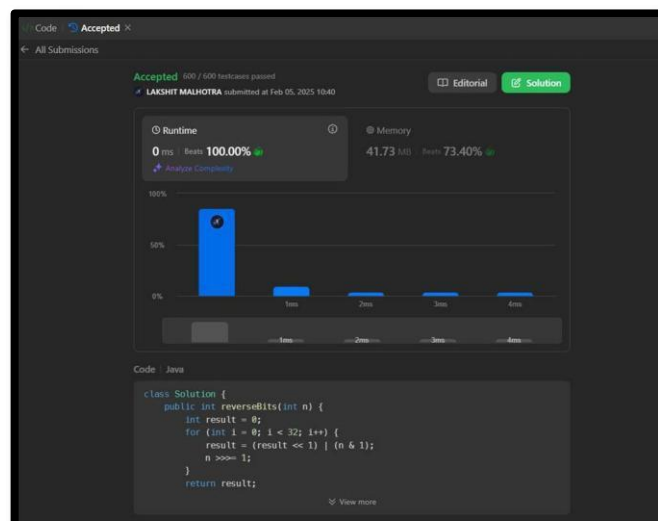 </> Code Accepted ×
← All Submissions
Accepted 600 / 600 testcases passed
LAKSHIT MALHOTRA submitted at Feb 05, 2025 10:40
Editorial
Solution
Runtime
0 ms Beats 100.00%
Analyze Complexity
Memory
41.73 MB Beats 73.40%
100%
50%
0%
1ms 2ms 3ms 4ms
1ms 2ms 3ms 4ms
Code Java
class Solution {
    public int reverseBits(int n) {
        int result = 0;
        for (int i = 0; i < 32; i++) {
            result = (result << 1) | (n & 1);
            n >>>= 1;
        }
        return result;
View more